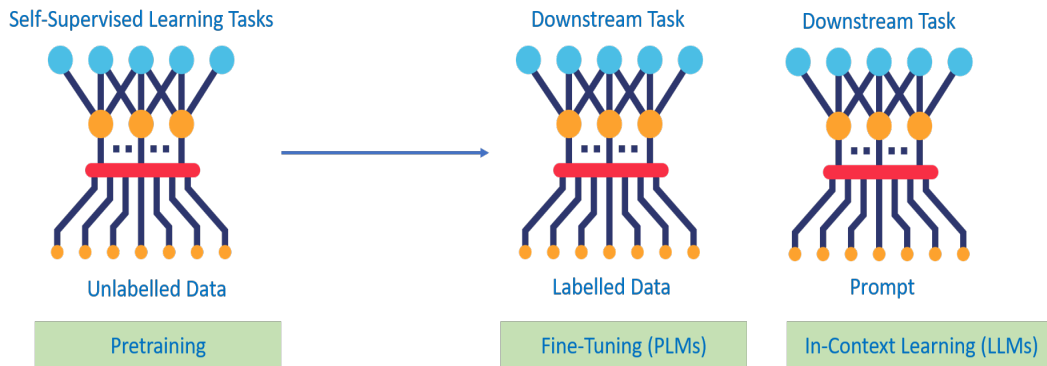 Self-Supervised Learning Tasks
Downstream Task
Downstream Task
Unlabelled Data
Labelled Data
Prompt
Pretraining
Fine-Tuning (PLMs)
In-Context Learning (LLMs)